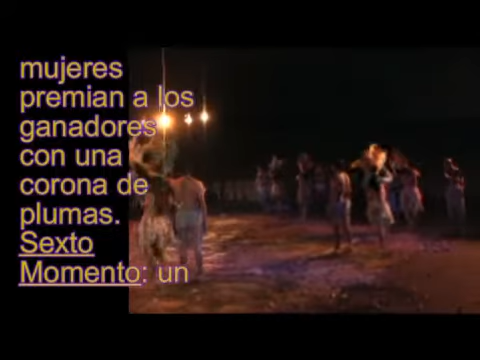 mujeres
premian a los
ganadores
con una
corona de
plumas.
Sexto
Momento: un